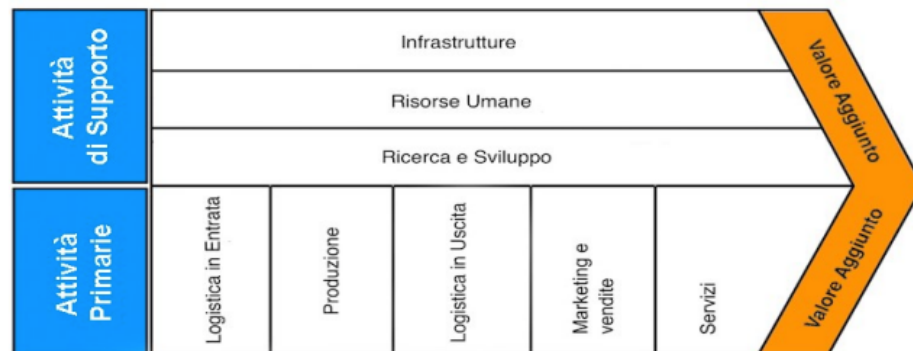 Attività
di Supporto
Infrastrutture
Risorse Umane
Ricerca e Sviluppo
Valore Aggiunto
Attività
Primarie
Logistica in Entrata
Produzione
Logistica in Uscita
Marketing e
vendite
Servizi
Valore Aggiunto